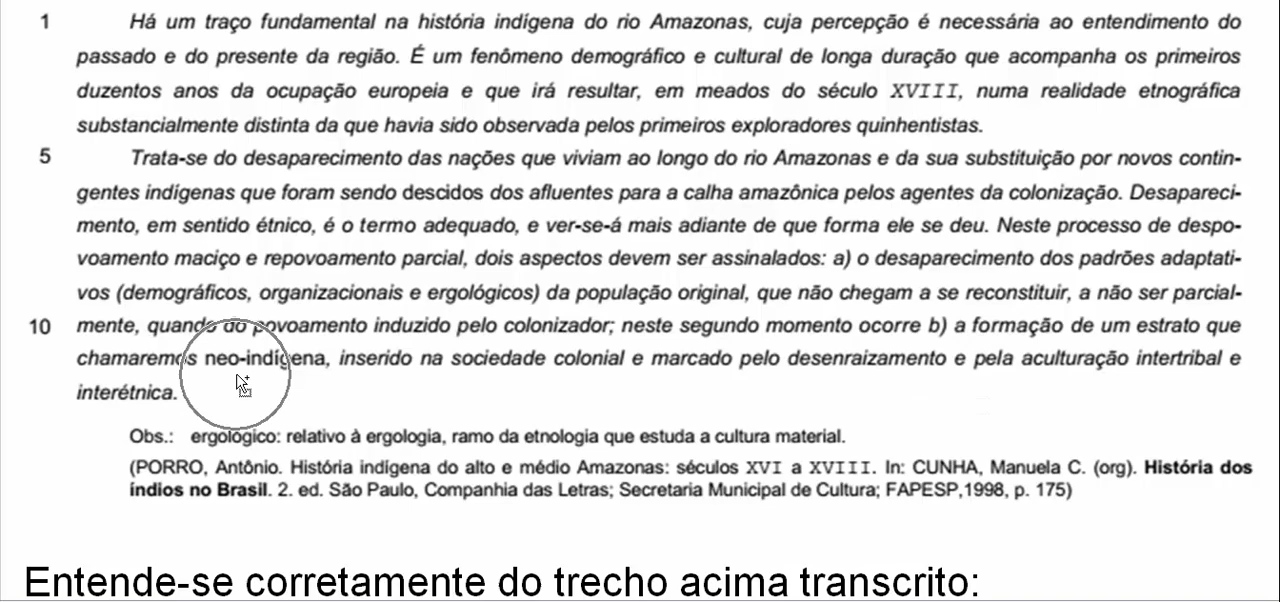 1 Há um traço fundamental na história indígena do rio Amazonas, cuja percepção é necessária ao entendimento do
passado e do presente da região. É um fenômeno demográfico e cultural de longa duração que acompanha os primeiros
duzentos anos da ocupação europeia e que irá resultar, em meados do século XVIII, numa realidade etnográfica
substancialmente distinta da que havia sido observada pelos primeiros exploradores quinhentistas.
5 Trata-se do desaparecimento das nações que viviam ao longo do rio Amazonas e da sua substituição por novos contin-
gentes indígenas que foram sendo descidos dos afluentes para a calha amazônica pelos agentes da colonização. Desapareci-
mento, em sentido étnico, é o termo adequado, e ver-se-á mais adiante de que forma ele se deu. Neste processo de despo-
voamento maciço e repovoamento parcial, dois aspectos devem ser assinalados: a) o desaparecimento dos padrões adaptati-
vos (demográficos, organizacionais e ergológicos) da população original, que não chegam a se reconstituir, a não ser parcial-
10 mente, quando do povoamento induzido pelo colonizador; neste segundo momento ocorre b) a formação de um estrato que
chamaremos neo-indígena, inserido na sociedade colonial e marcado pelo desenraizamento e pela aculturação intertribal e
interétnica.
Obs.: ergológico: relativo à ergologia, ramo da etnologia que estuda a cultura material.
(PORRO, Antônio. História indígena do alto e médio Amazonas: séculos XVI a XVIII. In: CUNHA, Manuela C. (org). História dos
índios no Brasil. 2. ed. São Paulo, Companhia das Letras; Secretaria Municipal de Cultura; FAPESP,1998, p. 175)
Entende-se corretamente do trecho acima transcrito: